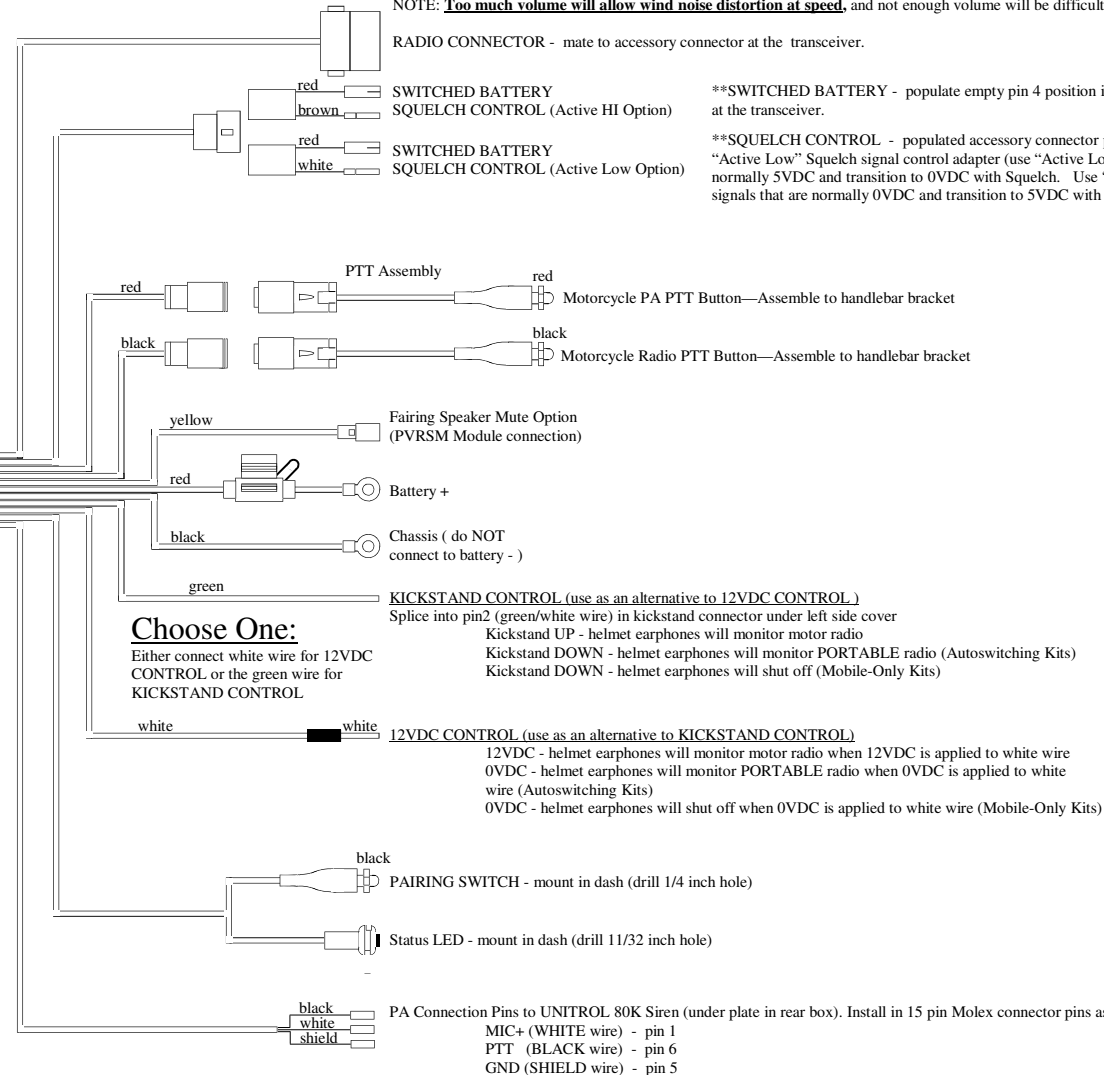 NOTE: Too much volume will allow wind noise distortion at speed, and not enough volume will be difficult
RADIO CONNECTOR - mate to accessory connector at the transceiver.
red
SWITCHED BATTERY
brown
SQUELCH CONTROL (Active HI Option)
red
SWITCHED BATTERY
white
SQUELCH CONTROL (Active Low Option)
**SWITCHED BATTERY - populate empty pin 4 position i
at the transceiver.
**SQUELCH CONTROL - populated accessory connector p
“Active Low” Squelch signal control adapter (use “Active Lo
normally 5VDC and transition to 0VDC with Squelch. Use “
signals that are normally 0VDC and transition to 5VDC with
PTT Assembly
red
red
Motorcycle PA PTT Button—Assemble to handlebar bracket
black
black
Motorcycle Radio PTT Button—Assemble to handlebar bracket
yellow
Fairing Speaker Mute Option
(PVRSM Module connection)
red
Battery +
black
Chassis ( do NOT
connect to battery - )
green
KICKSTAND CONTROL (use as an alternative to 12VDC CONTROL )
Splice into pin2 (green/white wire) in kickstand connector under left side cover
Kickstand UP - helmet earphones will monitor motor radio
Kickstand DOWN - helmet earphones will monitor PORTABLE radio (Autoswitching Kits)
Kickstand DOWN - helmet earphones will shut off (Mobile-Only Kits)
Choose One:
Either connect white wire for 12VDC
CONTROL or the green wire for
KICKSTAND CONTROL
white
white
12VDC CONTROL (use as an alternative to KICKSTAND CONTROL)
12VDC - helmet earphones will monitor motor radio when 12VDC is applied to white wire
0VDC - helmet earphones will monitor PORTABLE radio when 0VDC is applied to white
wire (Autoswitching Kits)
0VDC - helmet earphones will shut off when 0VDC is applied to white wire (Mobile-Only Kits)
black
PAIRING SWITCH - mount in dash (drill 1/4 inch hole)
Status LED - mount in dash (drill 11/32 inch hole)
black
white
shield
PA Connection Pins to UNITROL 80K Siren (under plate in rear box). Install in 15 pin Molex connector pins as
MIC+ (WHITE wire) - pin 1
PTT (BLACK wire) - pin 6
GND (SHIELD wire) - pin 5